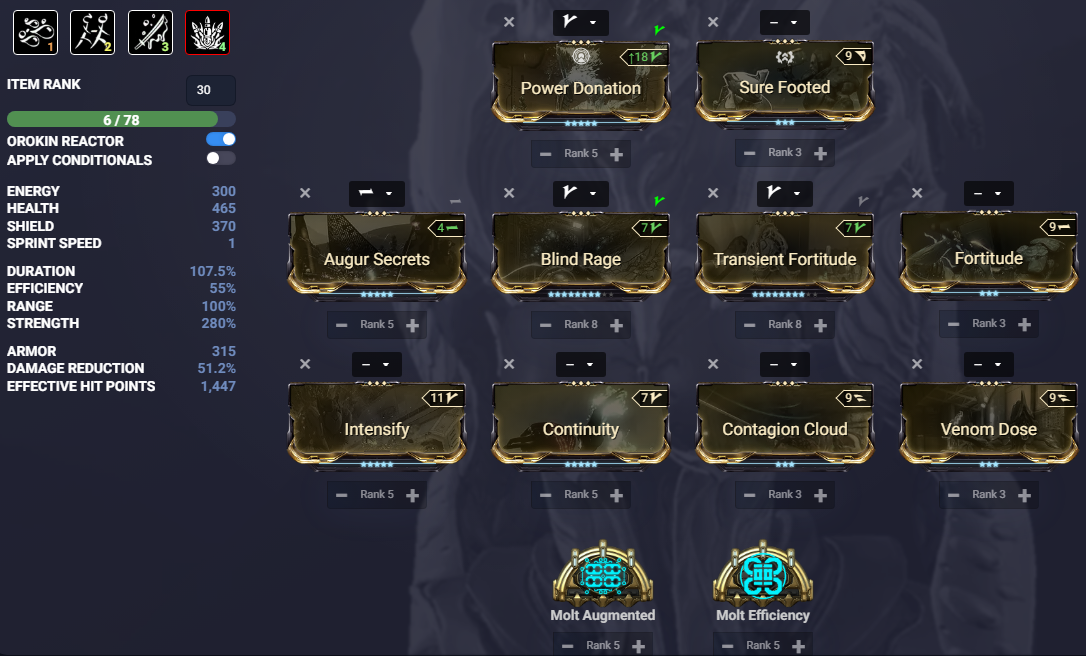 1
2
3
4
ITEM RANK
30
6 / 78
OROKIN REACTOR
APPLY CONDITIONALS
ENERGY 300
HEALTH 465
SHIELD 370
SPRINT SPEED 1
DURATION 107.5%
EFFICIENCY 55%
RANGE 100%
STRENGTH 280%
ARMOR 315
DAMAGE REDUCTION 51.2%
EFFECTIVE HIT POINTS 1,447
↑18
Power Donation
Rank 5
9
Sure Footed
Rank 3
4
Augur Secrets
Rank 5
7
Blind Rage
Rank 8
7
Transient Fortitude
Rank 8
9
Fortitude
Rank 3
11
Intensify
Rank 5
7
Continuity
Rank 5
9
Contagion Cloud
Rank 3
9
Venom Dose
Rank 3
Molt Augmented
Rank 5
Molt Efficiency
Rank 5